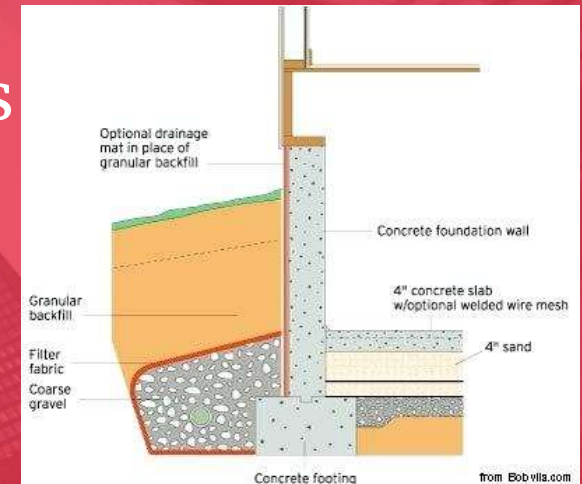 s
Optional drainage
mat in place of
granular backfill
Concrete foundation wall
4" concrete slab
w/optional welded wire mesh
4" sand
Granular
backfill
Filter
fabric
Coarse
gravel
Concrete footing
from Bobvila.com